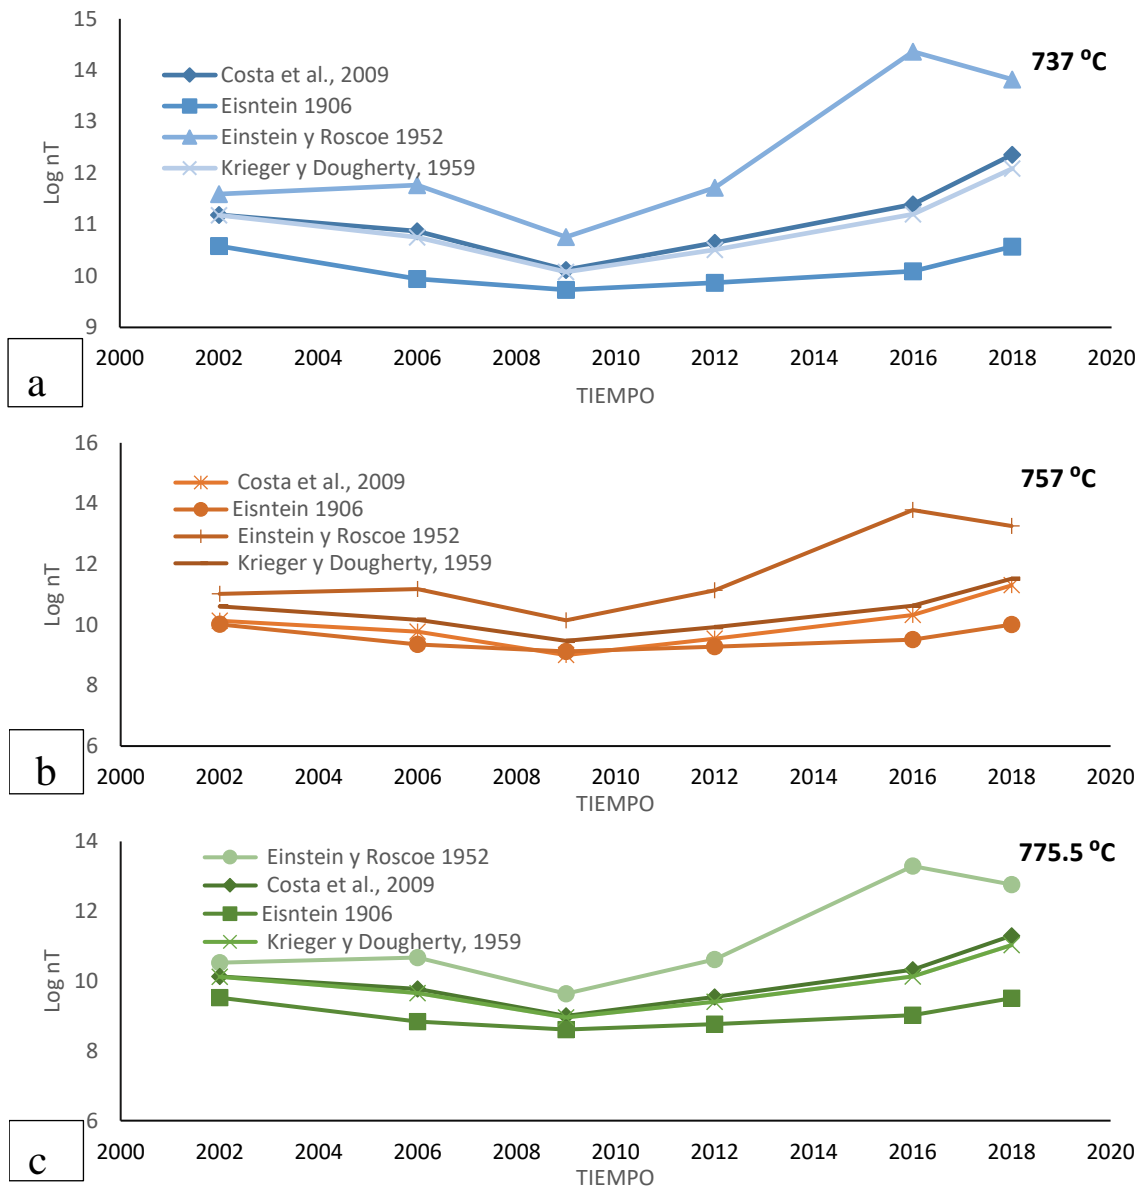 15
14
13
12
11
10
9
Log nT
737 ⁰C
Costa et al., 2009
Eisntein 1906
Einstein y Roscoe 1952
Krieger y Dougherty, 1959
2000 2002 2004 2006 2008 2010 2012 2014 2016 2018 2020
TIEMPO
a
16
14
12
10
8
6
Log nT
757 ⁰C
Costa et al., 2009
Eisntein 1906
Einstein y Roscoe 1952
Krieger y Dougherty, 1959
2000 2002 2004 2006 2008 2010 2012 2014 2016 2018 2020
TIEMPO
b
14
12
10
8
6
Log nT
775.5 ⁰C
Einstein y Roscoe 1952
Costa et al., 2009
Eisntein 1906
Krieger y Dougherty, 1959
2000 2002 2004 2006 2008 2010 2012 2014 2016 2018 2020
TIEMPO
c